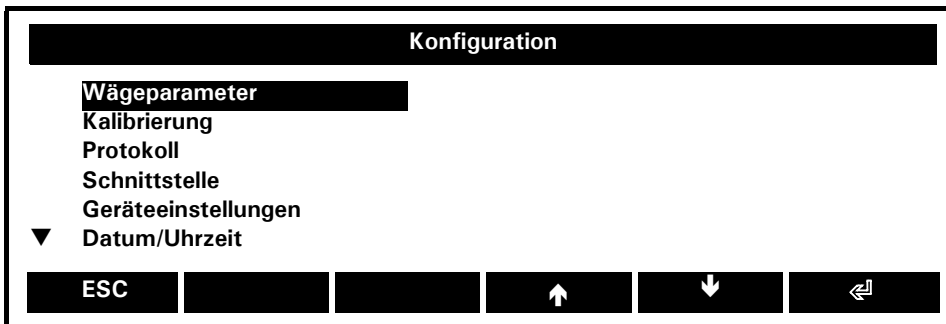 Konfiguration
Wägeparameter
Kalibrierung
Protokoll
Schnittstelle
Geräteeinstellungen
▼ Datum/Uhrzeit
ESC